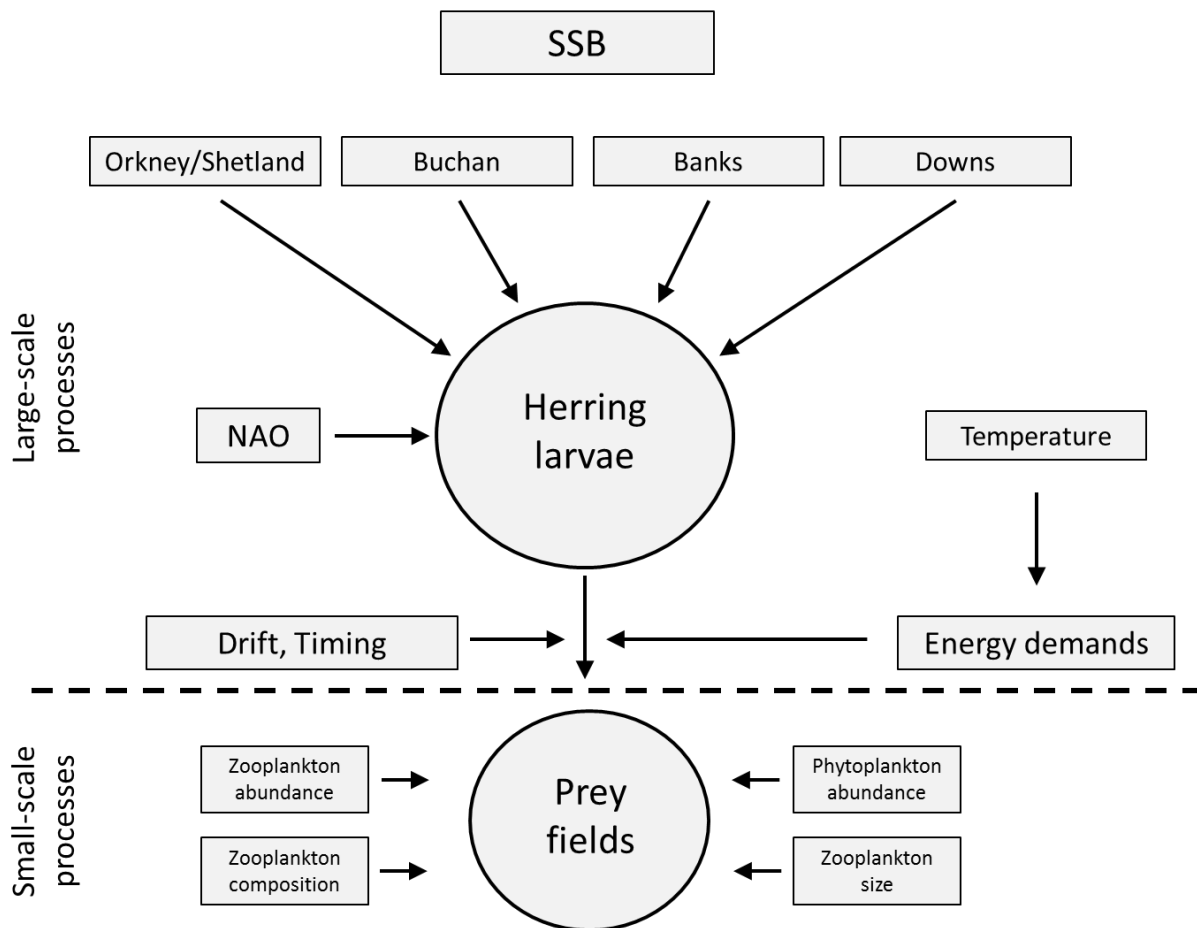 SSB
Orkney/Shetland
Buchan
Banks
Downs
Large-scale
processes
Herring
larvae
NAO
Temperature
Drift, Timing
Energy demands
Small-scale
processes
Zooplankton
abundance
Prey
fields
Phytoplankton
abundance
Zooplankton
composition
Zooplankton
size